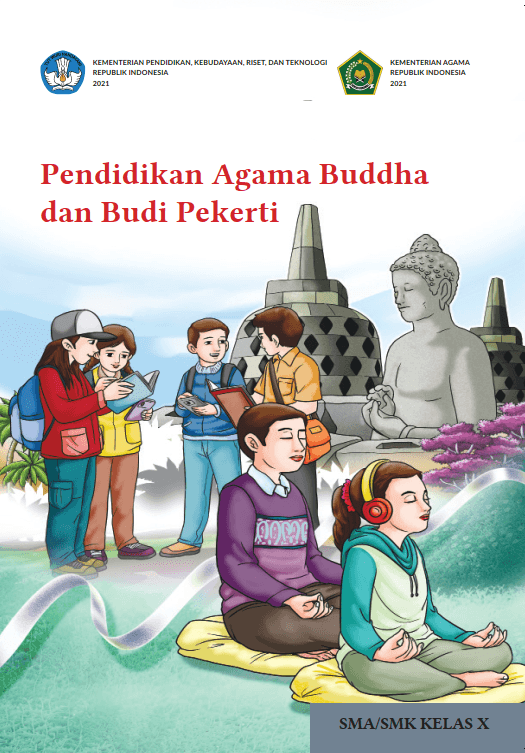 KEMENTERIAN PENDIDIKAN, KEBUDAYAAN, RISET, DAN TEKNOLOGI
REPUBLIK INDONESIA
2021
KEMENTERIAN AGAMA
REPUBLIK INDONESIA
2021
Pendidikan Agama Buddha
dan Budi Pekerti
SMA/SMK KELAS X